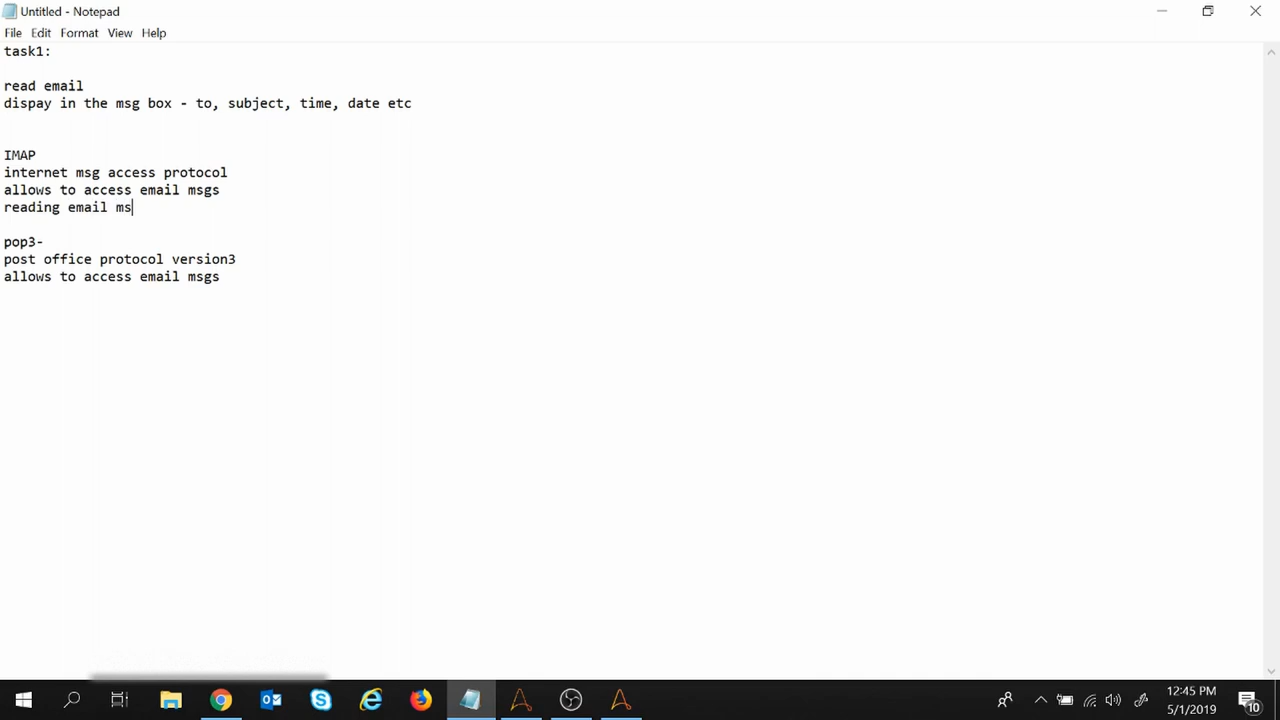 Untitled - Notepad
File Edit Format View Help
task1:
read email
dispay in the msg box - to, subject, time, date etc
IMAP
internet msg access protocol
allows to access email msgs
reading email ms
pop3-
post office protocol version3
allows to access email msgs
12:45 PM
5/1/2019
10